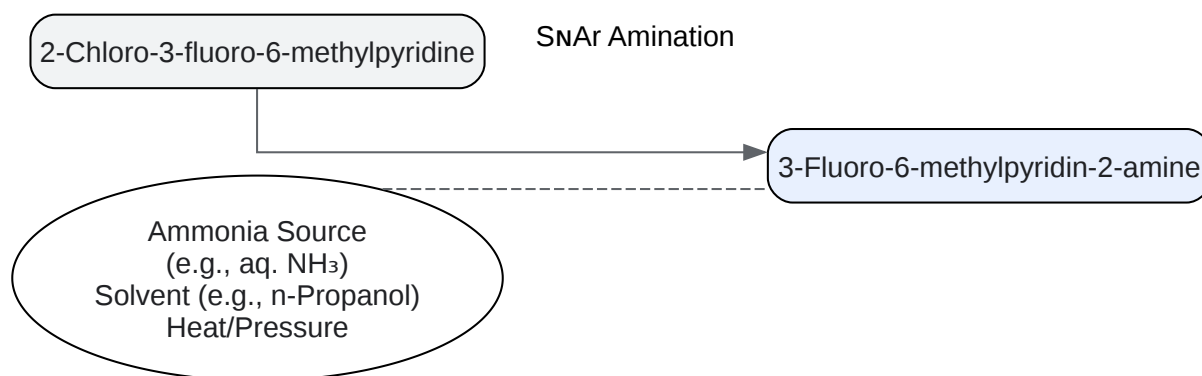 2-Chloro-3-fluoro-6-methylpyridine
SɴAr Amination
3-Fluoro-6-methylpyridin-2-amine
Ammonia Source
(e.g., aq. NH₃)
Solvent (e.g., n-Propanol)
Heat/Pressure